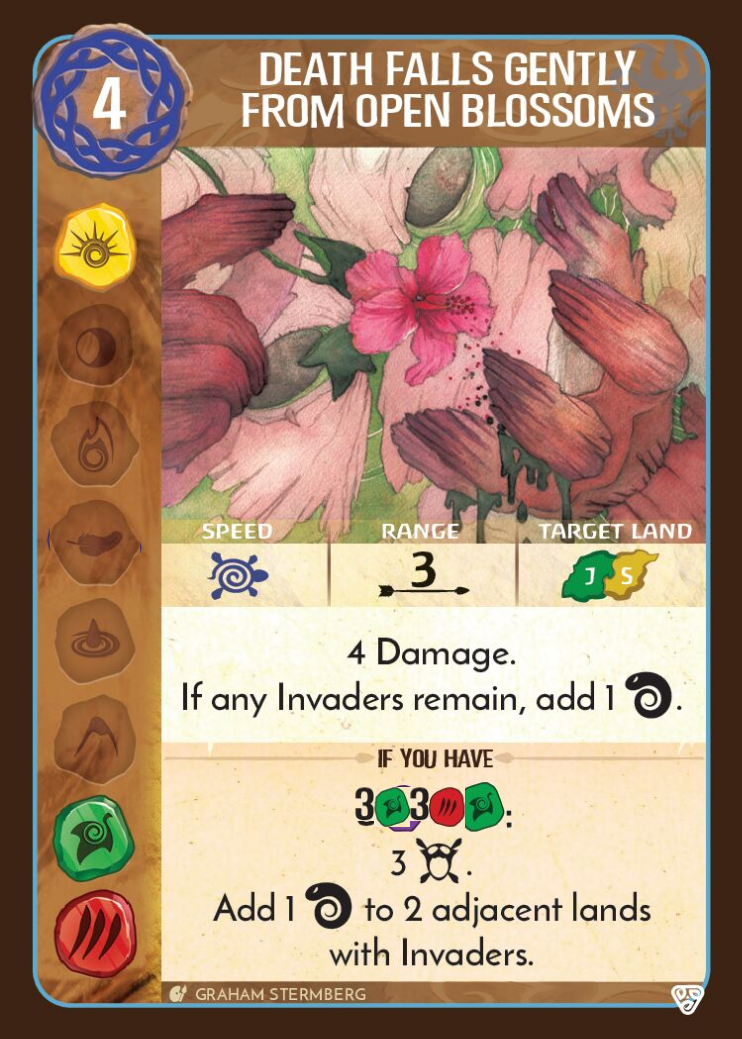 4
DEATH FALLS GENTLY
FROM OPEN BLOSSOMS
SPEED RANGE TARGET LAND
3 J S
4 Damage.
If any Invaders remain, add 1 .
IF YOU HAVE
3 3 :
3 .
Add 1 to 2 adjacent lands
with Invaders.
GRAHAM STERMBERG